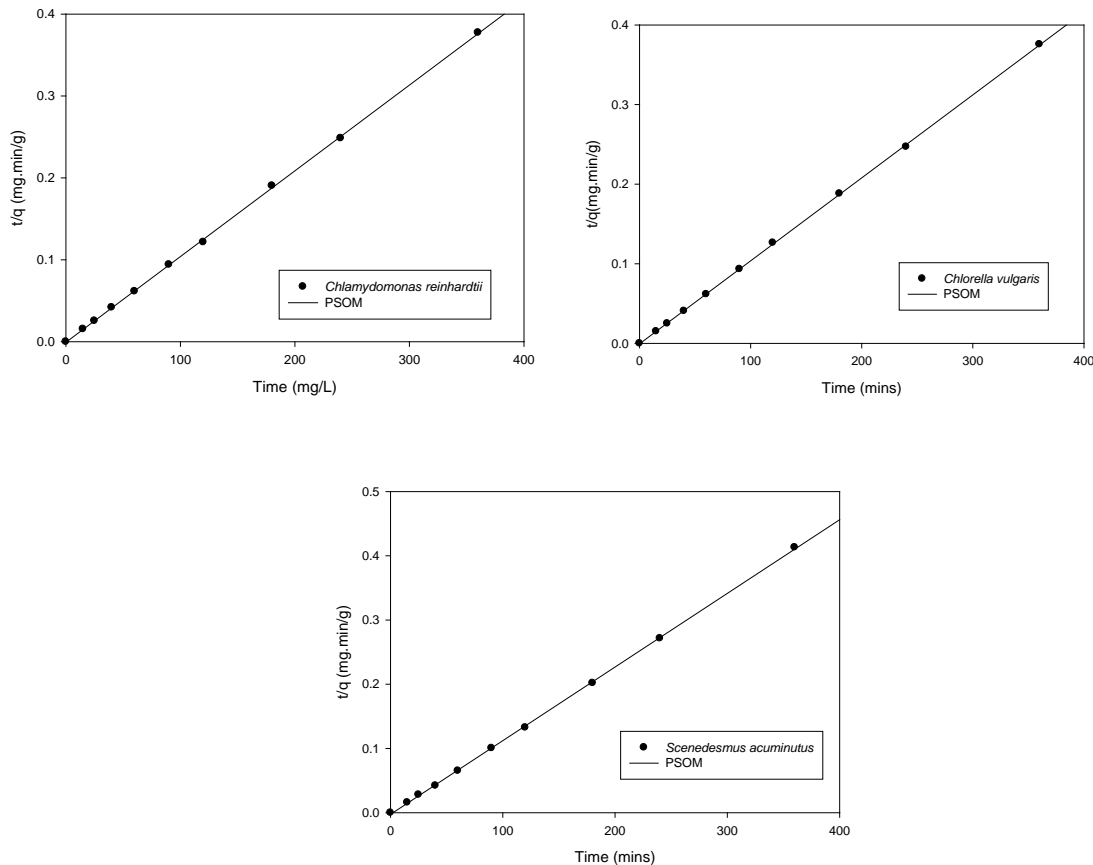 t/q (mg.min/g)
0.4
0.3
0.2
0.1
0.0
0
100
200
300
400
Time (mg/L)
Chlamydomonas reinhardtii
PSOM
t/q(mg.min/g)
0.4
0.3
0.2
0.1
0.0
0
100
200
300
400
Time (mins)
Chlorella vulgaris
PSOM
t/q (mg.min/g)
0.5
0.4
0.3
0.2
0.1
0.0
0
100
200
300
400
Time (mins)
Scenedesmus acuminutus
PSOM